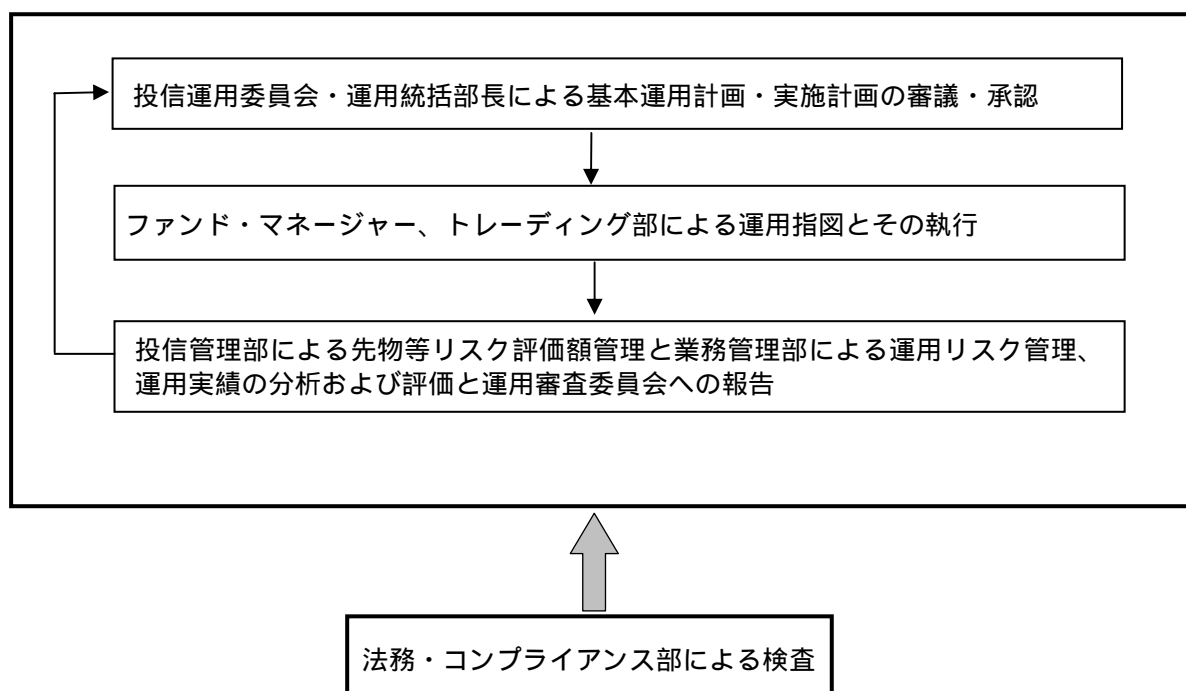 投信運用委員会・運用統括部長による基本運用計画・実施計画の審議・承認
ファンド・マネージャー、トレーディング部による運用指図とその執行
投信管理部による先物等リスク評価額管理と業務管理部による運用リスク管理、
運用実績の分析および評価と運用審査委員会への報告
法務・コンプライアンス部による検査